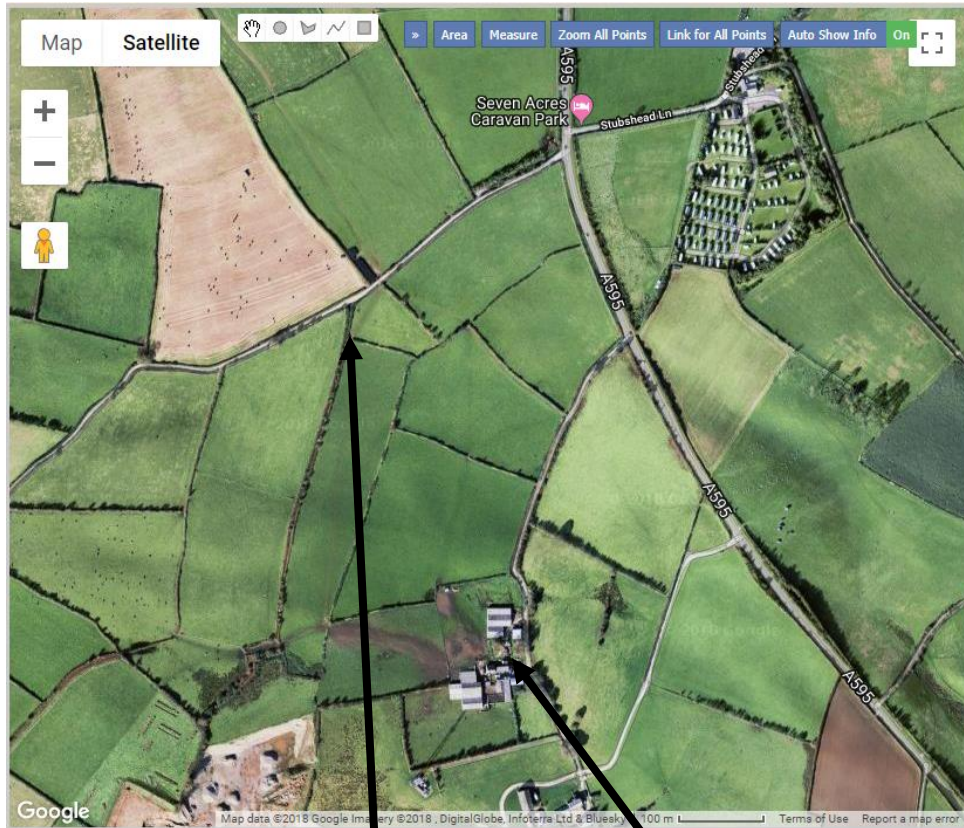 Map Satellite
» Area Measure Zoom All Points Link for All Points Auto Show Info On
A595
Seven Acres
Caravan Park
Stubshead Ln
Stubshead
A595
A595
A595
Google
Map data ©2018 Google Imagery ©2018 , DigitalGlobe, Infoterra Ltd & Bluesky 100 m Terms of Use Report a map error